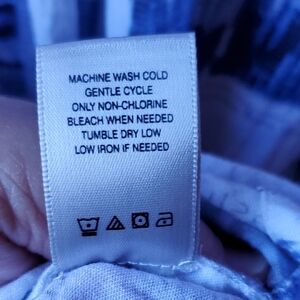 MACHINE WASH COLD
GENTLE CYCLE
ONLY NON-CHLORINE
BLEACH WHEN NEEDED
TUMBLE DRY LOW
LOW IRON IF NEEDED